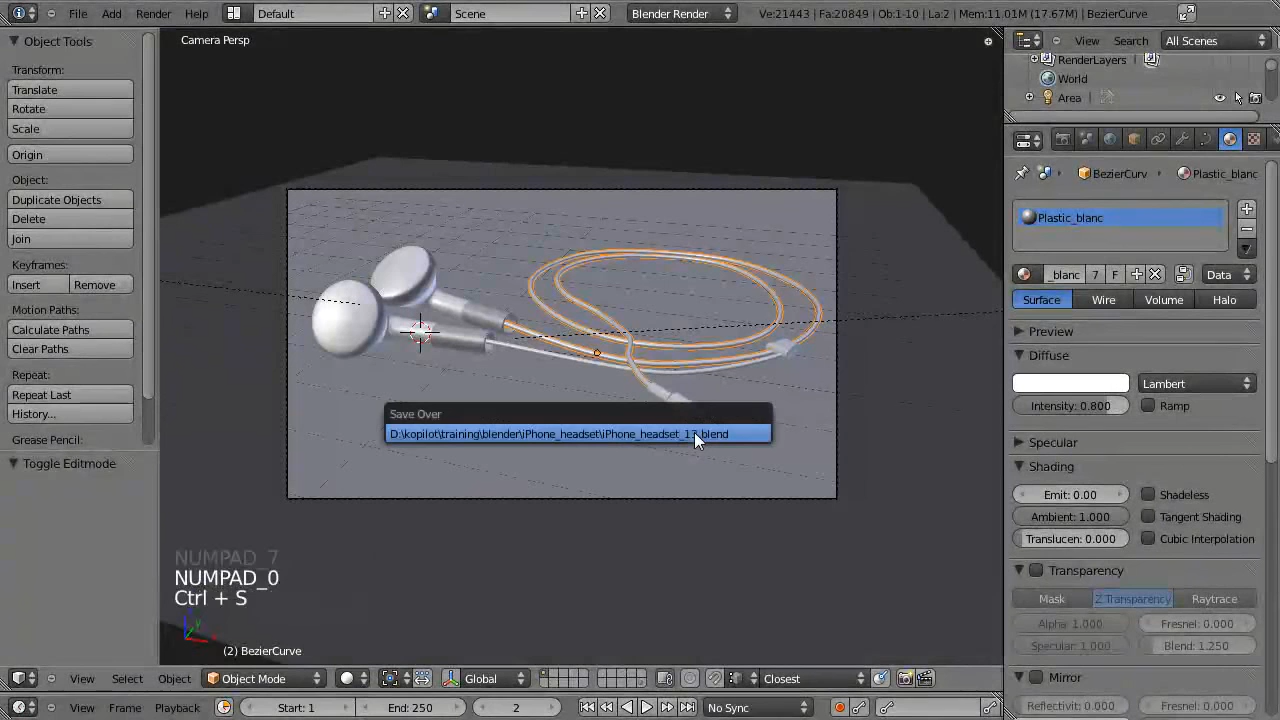 File Add Render Help Default Scene Blender Render Ve:21443 | Fa:20849 | Ob:1-10 | La:2 | Mem:11.01M (17.67M) | BezierCurve
Object Tools
Transform:
Translate
Rotate
Scale
Origin
Object:
Duplicate Objects
Delete
Join
Keyframes:
Insert Remove
Motion Paths:
Calculate Paths
Clear Paths
Repeat:
Repeat Last
History...
Grease Pencil:
Toggle Editmode
Camera Persp
Save Over
D:\kopilot\training\blender\iPhone_headset\iPhone_headset_13.blend
NUMPAD_7
NUMPAD_0
Ctrl + S
(2) BezierCurve
View Search All Scenes
RenderLayers
World
Area
BezierCurv Plastic_blanc
Plastic_blanc
_blanc 7 F Data
Surface Wire Volume Halo
Preview
Diffuse
Lambert
Intensity: 0.800 Ramp
Specular
Shading
Emit: 0.00 Shadeless
Ambient: 1.000 Tangent Shading
Translucen: 0.000 Cubic Interpolation
Transparency
Mask Z Transparency Raytrace
Alpha: 1.000 Fresnel: 0.000
Specular: 1.000 Blend: 1.250
Mirror
Reflectivity: 0.000 Fresnel: 0.000
View Select Object Object Mode Global Closest
View Frame Playback Start: 1 End: 250 2 No Sync